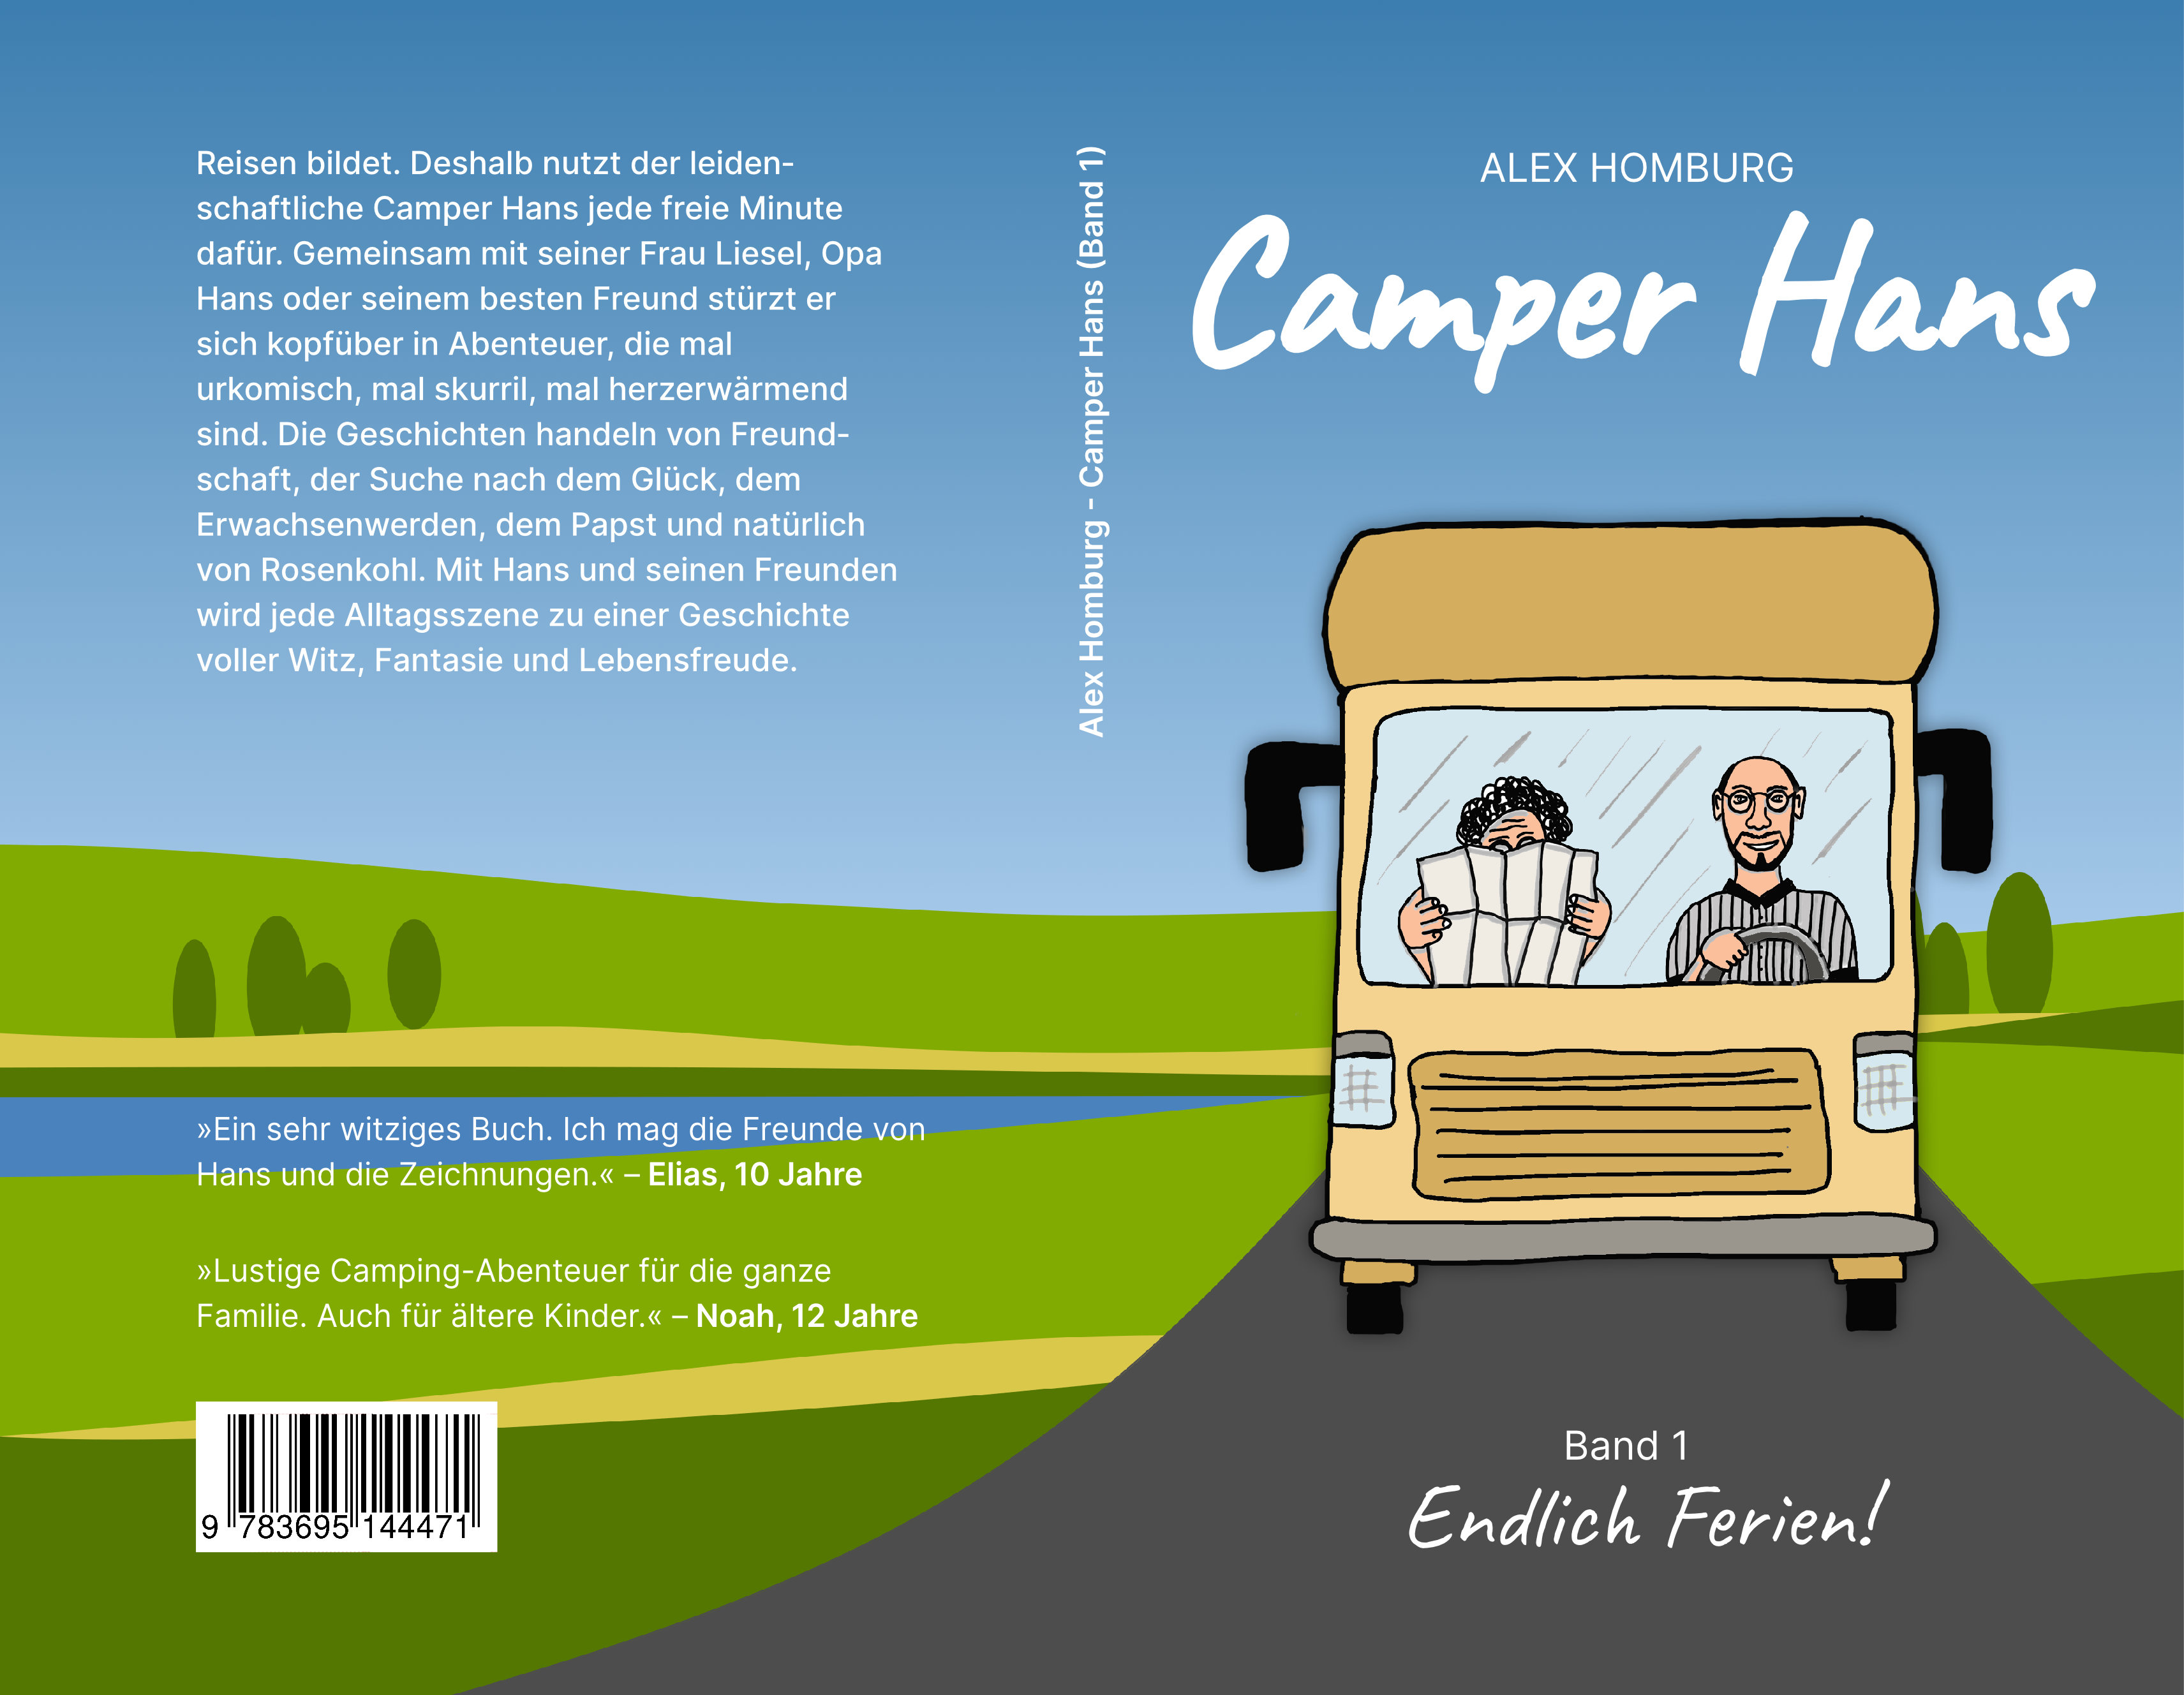 Reisen bildet. Deshalb nutzt der leiden-
schaftliche Camper Hans jede freie Minute
dafür. Gemeinsam mit seiner Frau Liesel, Opa
Hans oder seinem besten Freund stürzt er
sich kopfüber in Abenteuer, die mal
urkomisch, mal skurril, mal herzerwärmend
sind. Die Geschichten handeln von Freund-
schaft, der Suche nach dem Glück, dem
Erwachsenwerden, dem Papst und natürlich
von Rosenkohl. Mit Hans und seinen Freunden
wird jede Alltagsszene zu einer Geschichte
voller Witz, Fantasie und Lebensfreude.
»Ein sehr witziges Buch. Ich mag die Freunde von
Hans und die Zeichnungen.« – Elias, 10 Jahre
»Lustige Camping-Abenteuer für die ganze
Familie. Auch für ältere Kinder.« – Noah, 12 Jahre
9 783695 144471
Alex Homburg - Camper Hans (Band 1)
ALEX HOMBURG
Camper Hans
Band 1
Endlich Ferien!